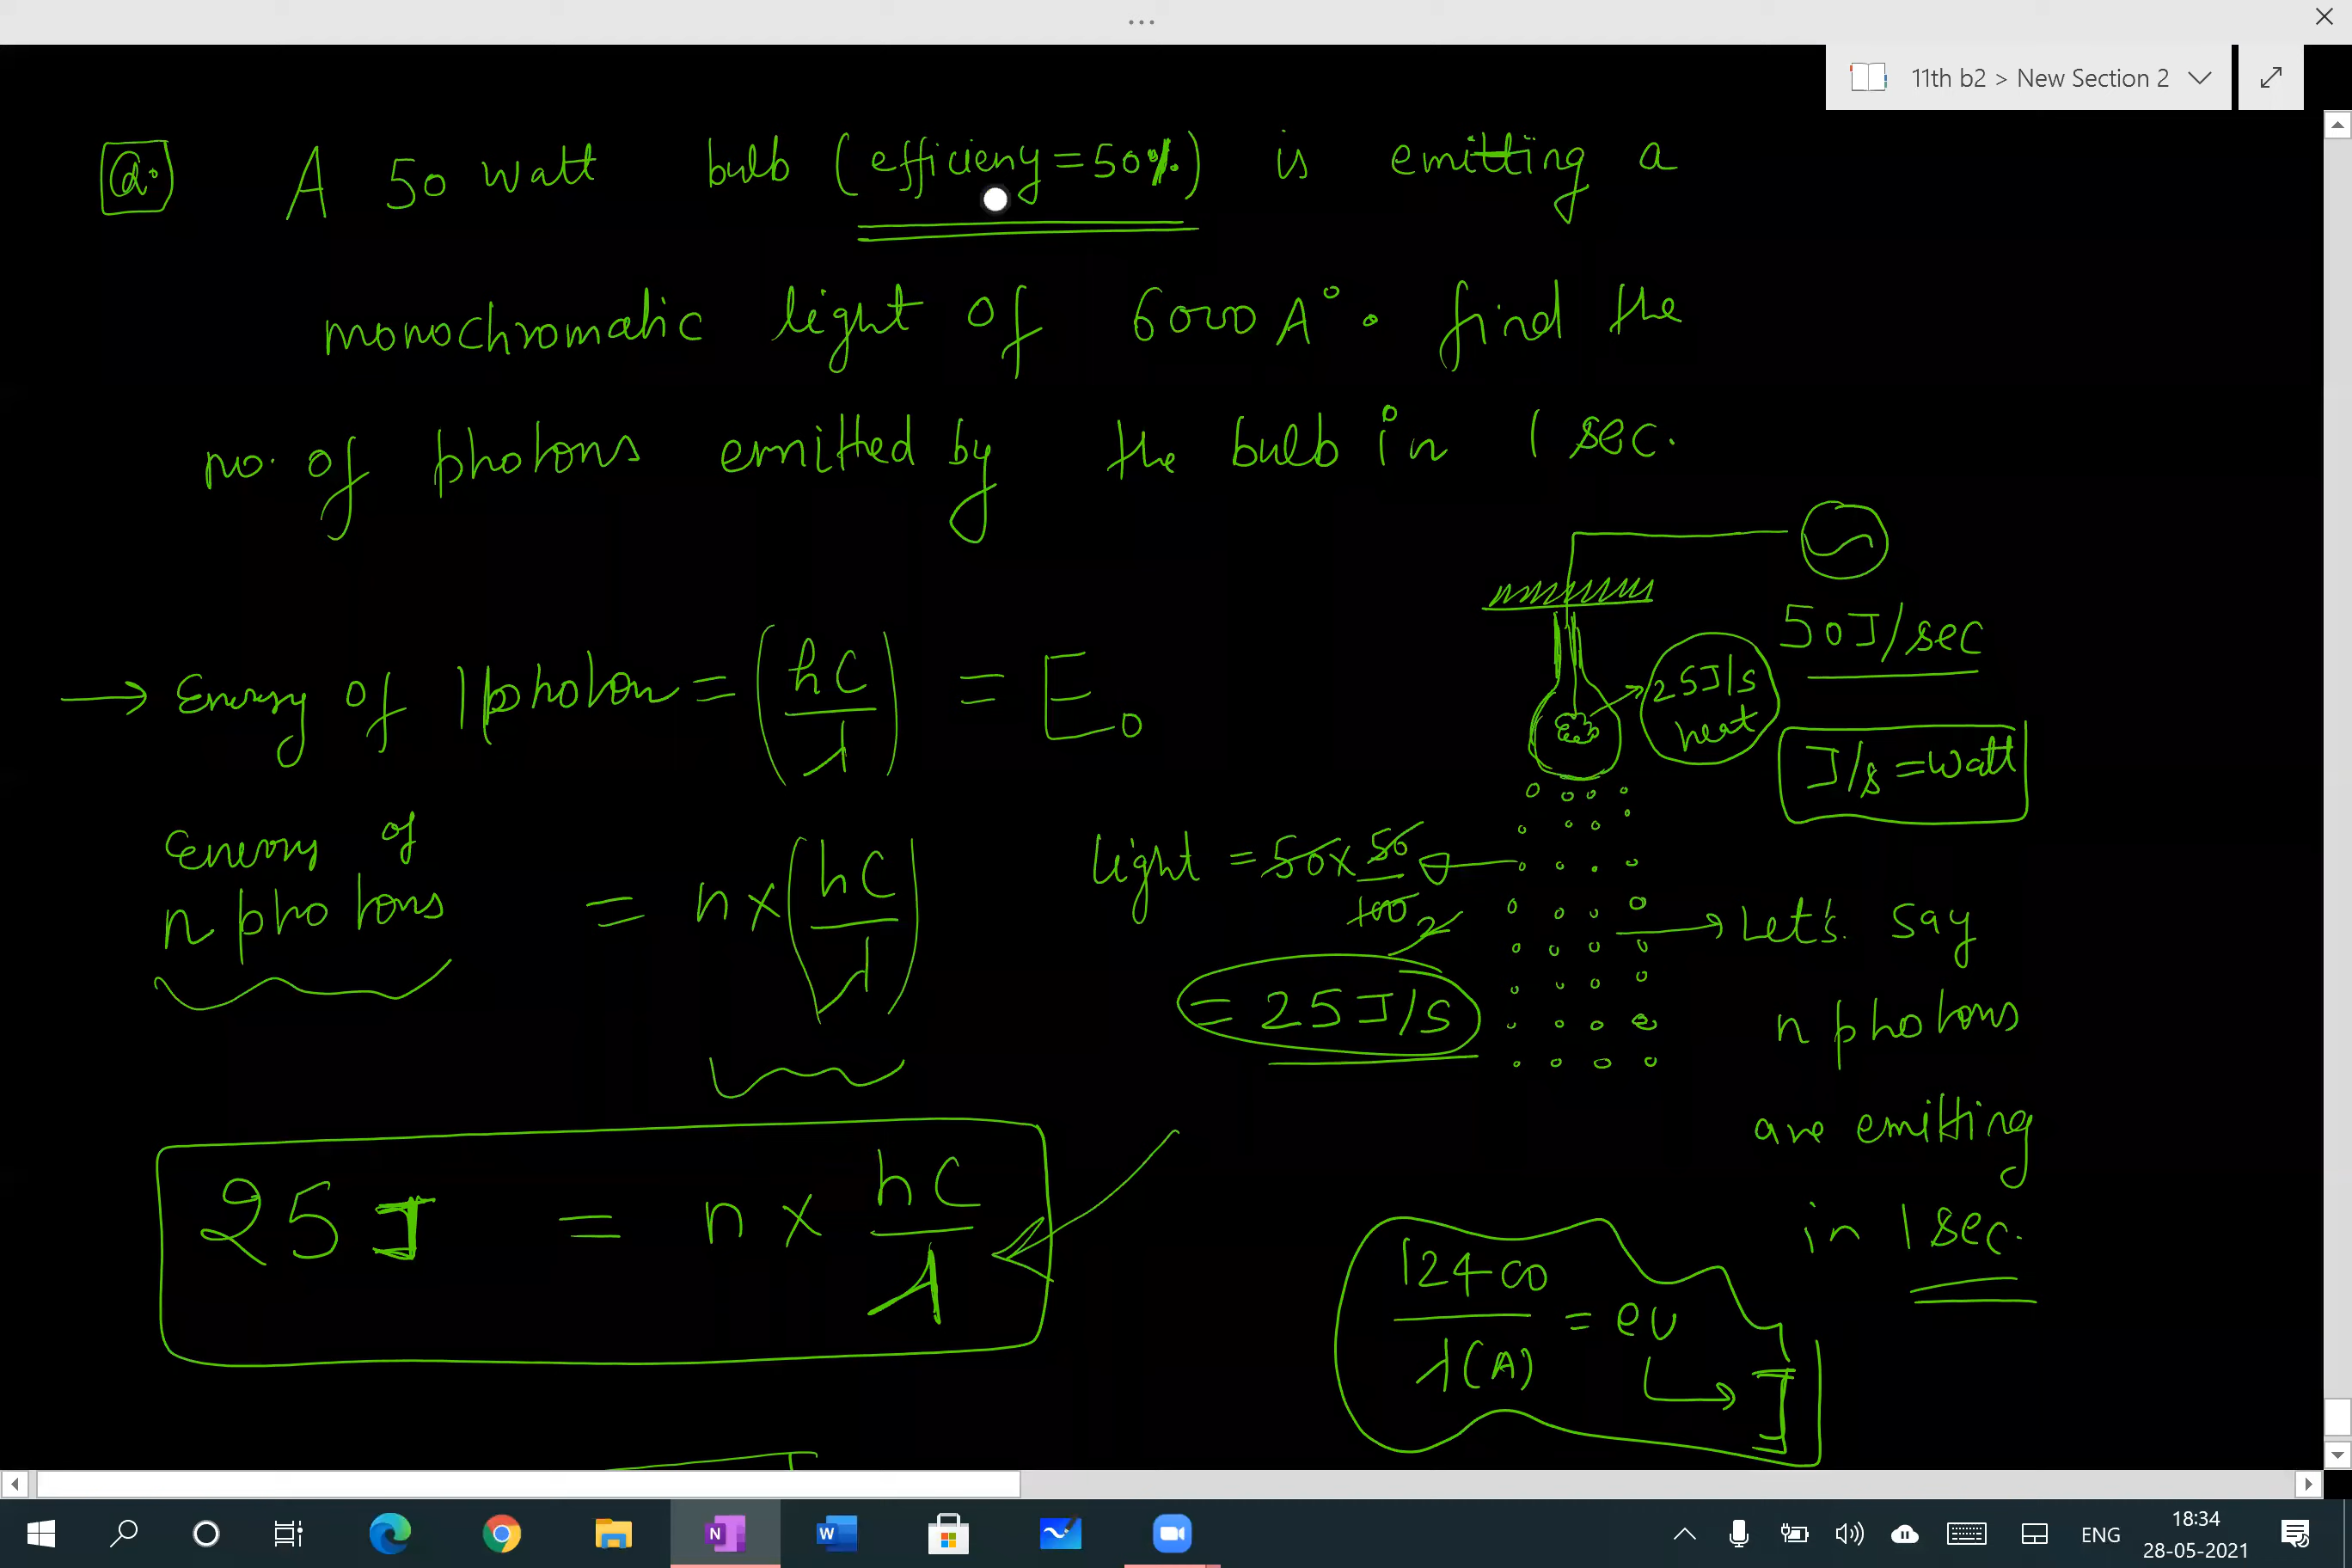 11th b2 > New Section 2
Q. A 50 watt bulb (efficieny = 50%) is emitting a
monochromatic light of 6000 A° . find the
no. of photons emitted by the bulb in 1 sec.
→ Energy of 1 photon = (hC/λ) = E₀
Energy of n photons = n × (hC/λ)
50 J/sec
25 J/s heat
J/s = watt
light = 50 × 50/100 2
= 25 J/s
→ Let's say
n photons
are emitting
in 1 sec.
25 J = n × hC/λ
12400/λ(A) = eV
J
ENG
18:34
28-05-2021